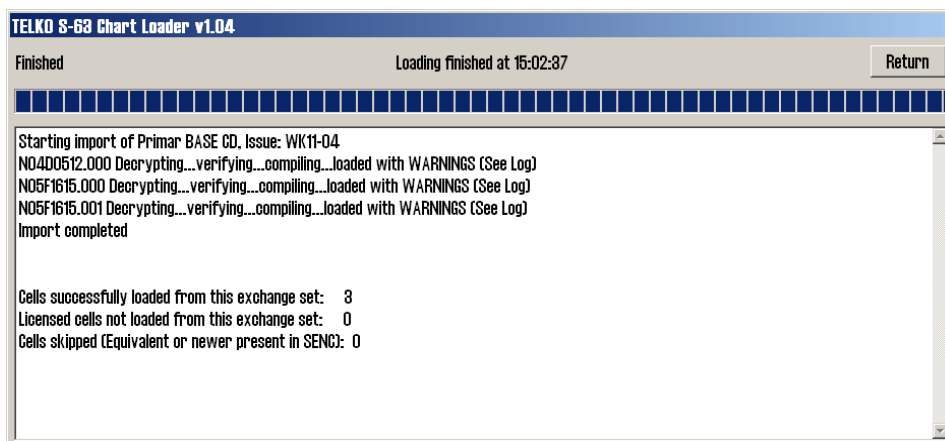 TELKO S-63 Chart Loader v1.04
Finished Loading finished at 15:02:37 Return
Starting import of Primar BASE CD, Issue: WK11-04
NO4D0512.000 Decrypting...verifying...compiling...loaded with WARNINGS (See Log)
NO5F1615.000 Decrypting...verifying...compiling...loaded with WARNINGS (See Log)
NO5F1615.001 Decrypting...verifying...compiling...loaded with WARNINGS (See Log)
Import completed
Cells successfully loaded from this exchange set: 3
Licensed cells not loaded from this exchange set: 0
Cells skipped (Equivalent or newer present in SENC): 0